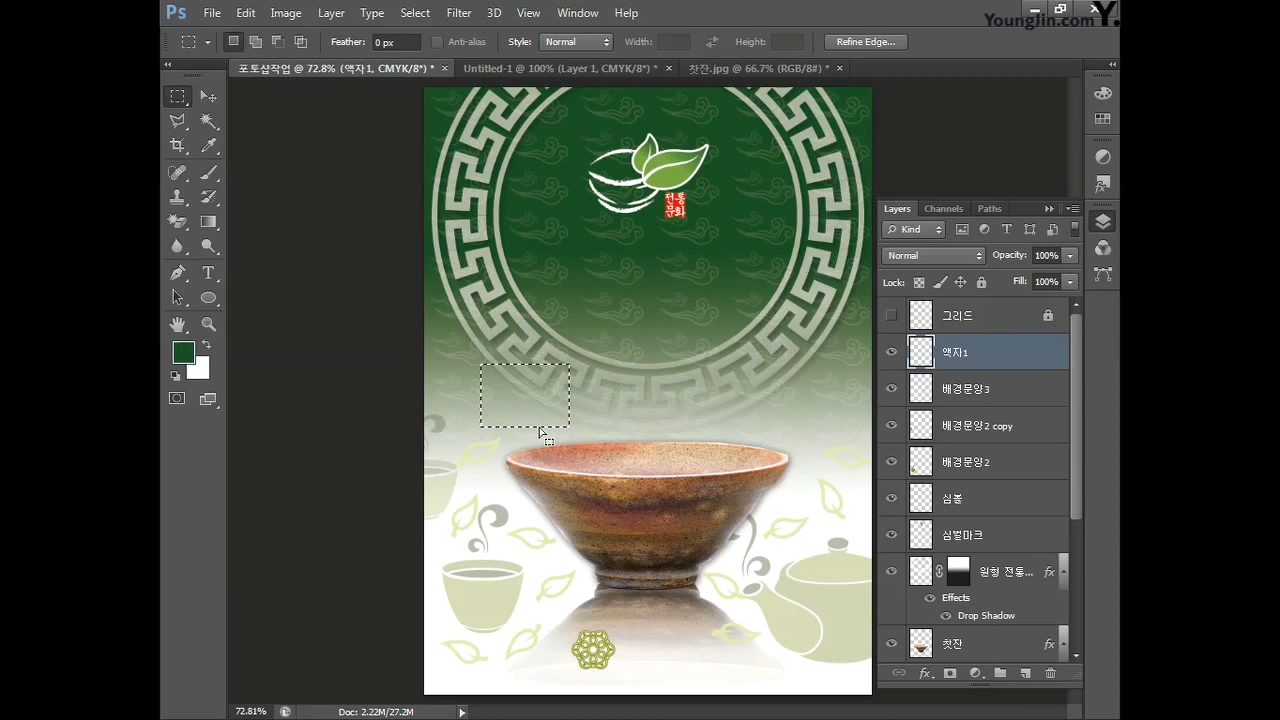 Ps File Edit Image Layer Type Select Filter 3D View Window Help
YoungJin.com Y.
Feather: 0 px Anti-alias Style: Normal Width: Height: Refine Edge...
포토샵작업 @ 72.8% (액자1, CMYK/8*) * ×
Untitled-1 @ 100% (Layer 1, CMYK/8*) * ×
찻잔.jpg @ 66.7% (RGB/8#) * ×
전통
문화
Layers Channels Paths
Kind
Normal Opacity: 100%
Lock: Fill: 100%
그리드
액자1
배경문양3
배경문양2 copy
배경문양2
심볼
심벌마크
원형 전통... fx
Effects
Drop Shadow
찻잔 fx
fx
72.81% Doc: 2.22M/27.2M